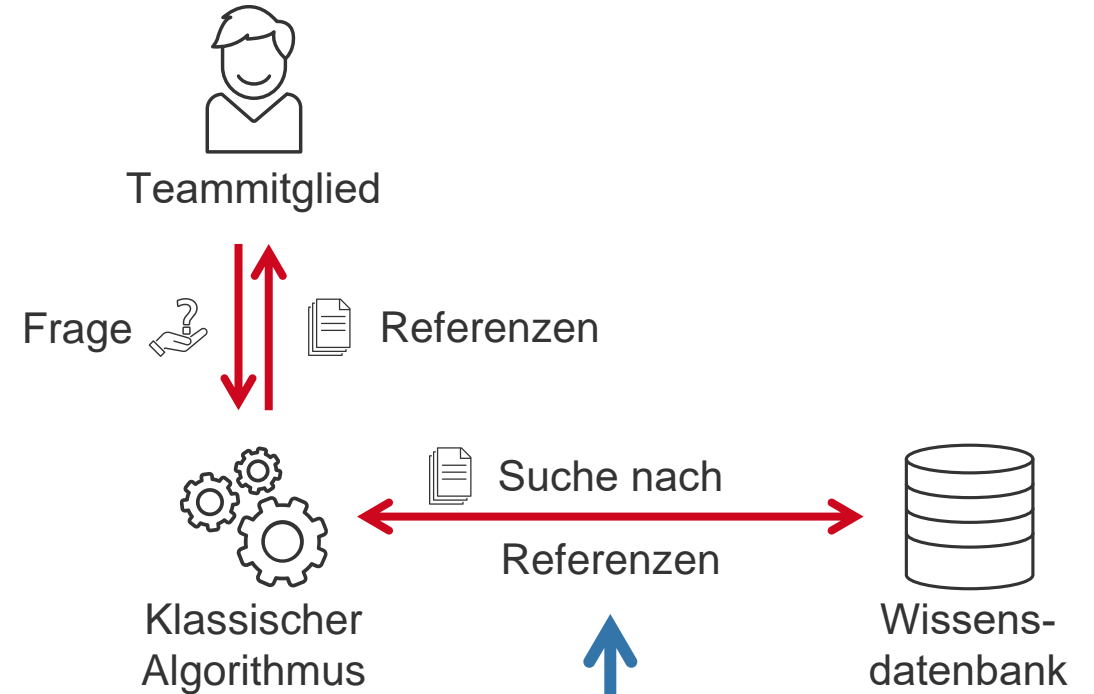 Teammitglied
Frage
?
Referenzen
Suche nach
Referenzen
Klassischer
Algorithmus
Wissens-
datenbank